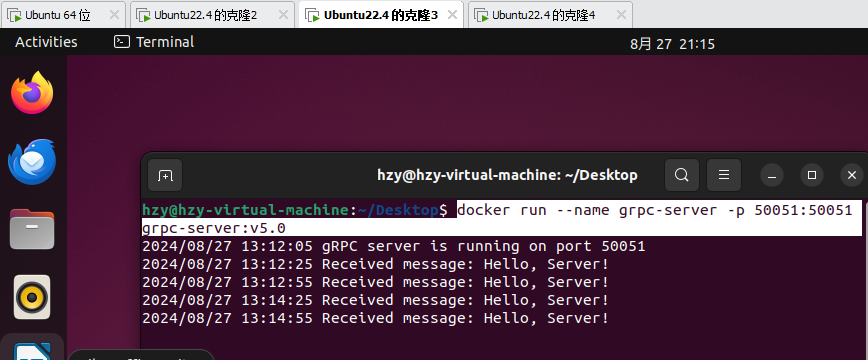 Ubuntu 64 位
Ubuntu22.4 的克隆2
Ubuntu22.4 的克隆3
Ubuntu22.4 的克隆4
Activities
Terminal
8月 27 21:15
hzy@hzy-virtual-machine: ~/Desktop
hzy@hzy-virtual-machine:~/Desktop$ docker run --name grpc-server -p 50051:50051
grpc-server:v5.0
2024/08/27 13:12:05 gRPC server is running on port 50051
2024/08/27 13:12:25 Received message: Hello, Server!
2024/08/27 13:12:55 Received message: Hello, Server!
2024/08/27 13:14:25 Received message: Hello, Server!
2024/08/27 13:14:55 Received message: Hello, Server!